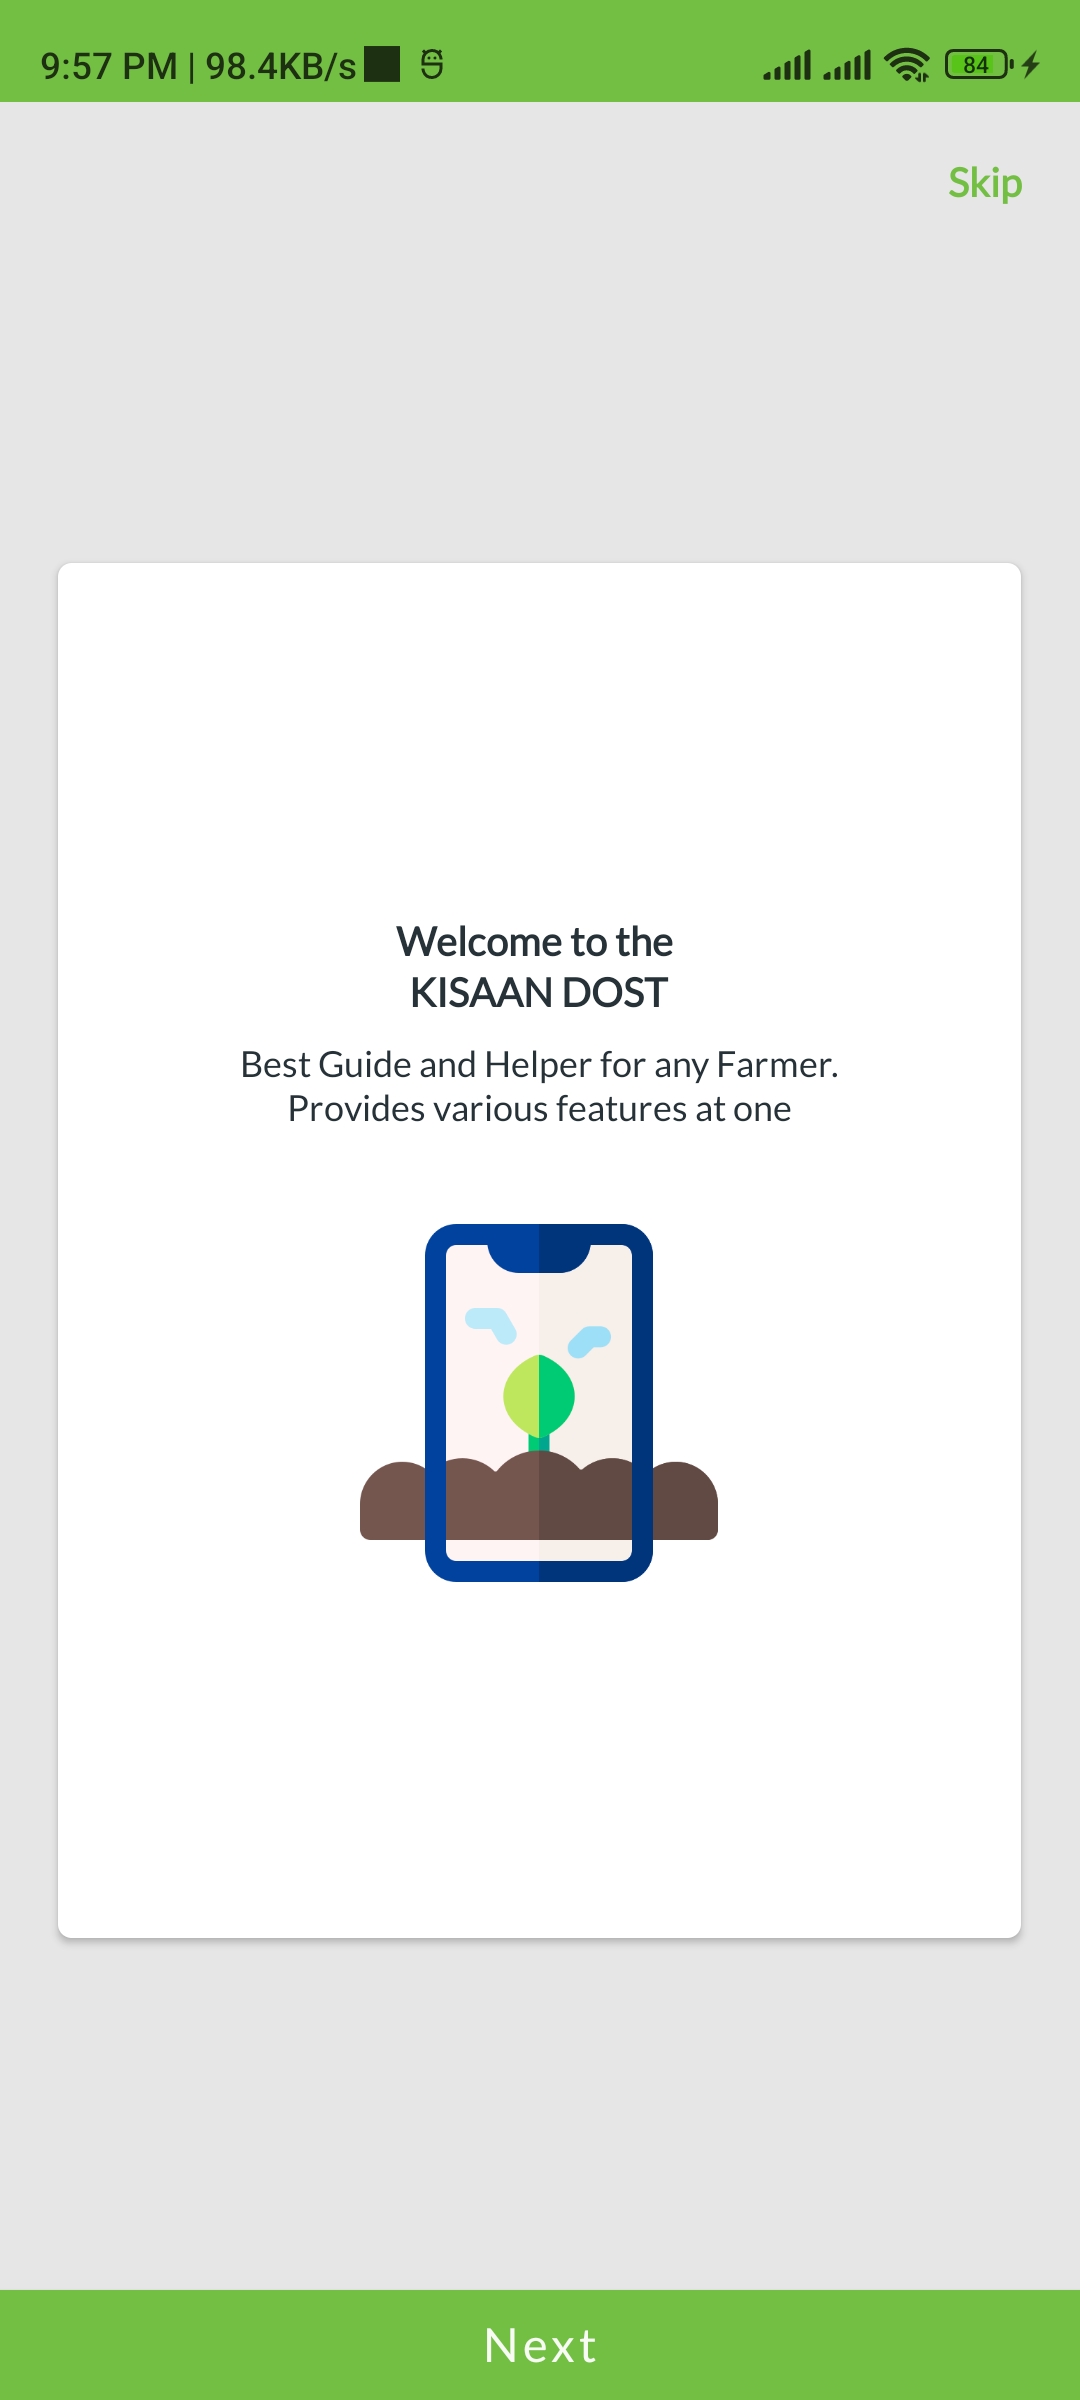 9:57 PM | 98.4KB/s
84
Skip
Welcome to the
KISAAN DOST
Best Guide and Helper for any Farmer.
Provides various features at one
Next